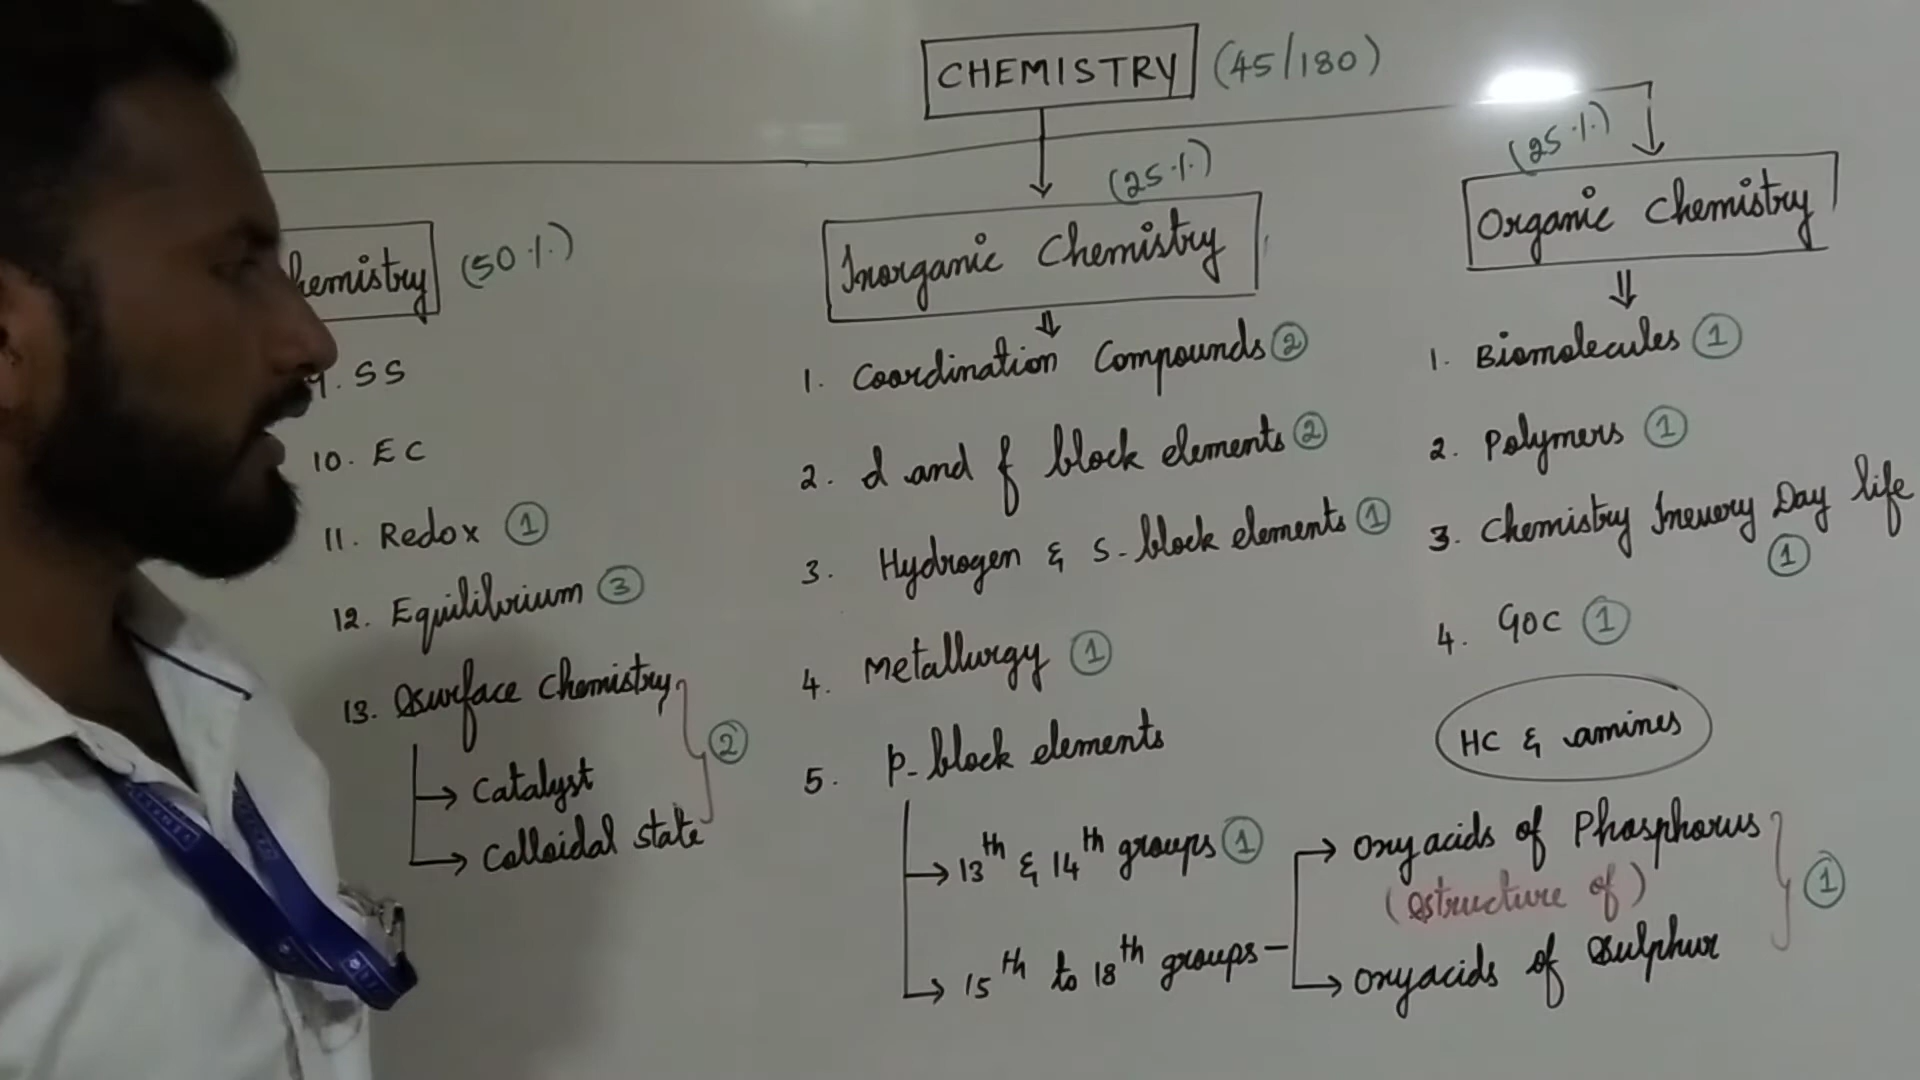 CHEMISTRY (45/180)
hemistry (50 %)
9. SS
10. EC
11. Redox 1
12. Equilibrium 3
13. Surface Chemistry
Catalyst
Colloidal state
2
(25 %)
Inorganic Chemistry
1. Coordination Compounds 2
2. d and f block elements 2
3. Hydrogen & s-block elements 1
4. Metallurgy 1
5. p-block elements
13th & 14th groups 1
15th to 18th groups
oxyacids of Phosphorus
(structure of)
oxyacids of Sulphur
1
(25 %)
Organic Chemistry
1. Biomolecules 1
2. Polymers 1
3. Chemistry Inevery Day life
1
4. GOC 1
HC & amines